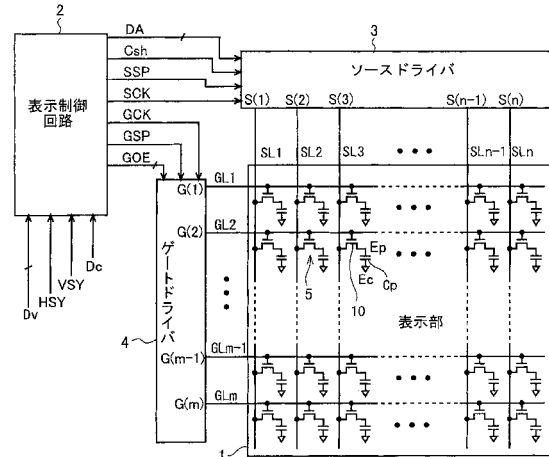 2
DA
Csh
SSP
SCK
GCK
GSP
GOE
表示制御
回路
3
ソースドライバ
S(1) S(2) S(3) S(n-1) S(n)
SL1 SL2 SL3 SLn-1 SLn
GL1
G(1)
GL2
G(2)
ゲートドライバ
4
Ep
Cp
Ec
5
10
表示部
Dv
HSY
VSY
Dc
GLm-1
G(m-1)
GLm
G(m)
1